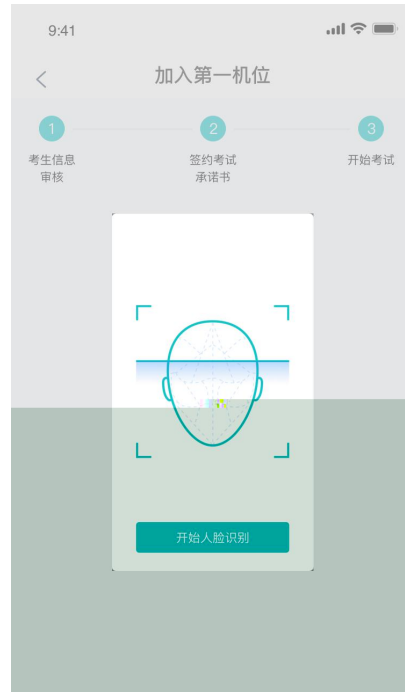 9:41
加入第一机位
1
2
3
考生信息
审核
签约考试
承诺书
开始考试
开始人脸识别